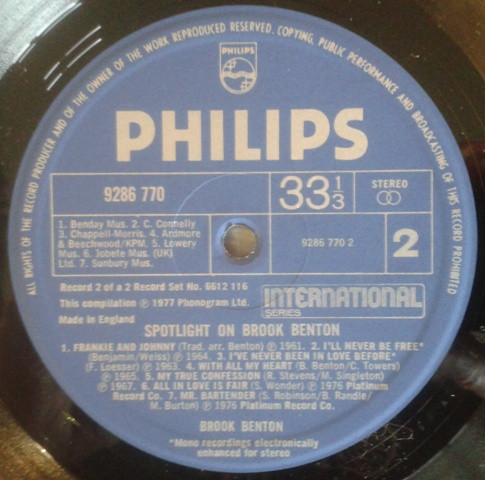 ALL RIGHTS OF THE RECORD PRODUCER AND OF THE OWNER OF THE WORK REPRODUCED RESERVED. COPYING, PUBLIC PERFORMANCE AND BROADCASTING OF THIS RECORD PROHIBITED
PHILIPS
PHILIPS
9286 770
33 1/3
STEREO
1. Benday Mus. 2. C. Connelly
3. Chappell-Morris. 4. Ardmore
& Beechwood/KPM. 5. Lowery
Mus. 6. Jobete Mus. (UK)
Ltd. 7. Sunbury Mus.
9286 770 2
2
Record 2 of a 2 Record Set No. 6612 116
This compilation ℗ 1977 Phonogram Ltd.
Made in England
INTERNATIONAL
SERIES
SPOTLIGHT ON BROOK BENTON
1. FRANKIE AND JOHNNY (Trad. arr. Benton) ℗ 1961. 2. I'LL NEVER BE FREE*
(Benjamin/Weiss) ℗ 1964. 3. I'VE NEVER BEEN IN LOVE BEFORE*
(F. Loesser) ℗ 1963. 4. WITH ALL MY HEART (B. Benton/C. Towers)
℗ 1965. 5. MY TRUE CONFESSION (R. Stevens/M. Singleton)
℗ 1967. 6. ALL IN LOVE IS FAIR (S. Wonder) ℗ 1976 Platinum
Record Co. 7. MR. BARTENDER (S. Robinson/B. Randle/
M. Burton) ℗ 1976 Platinum Record Co.
BROOK BENTON
*Mono recordings electronically
enhanced for stereo